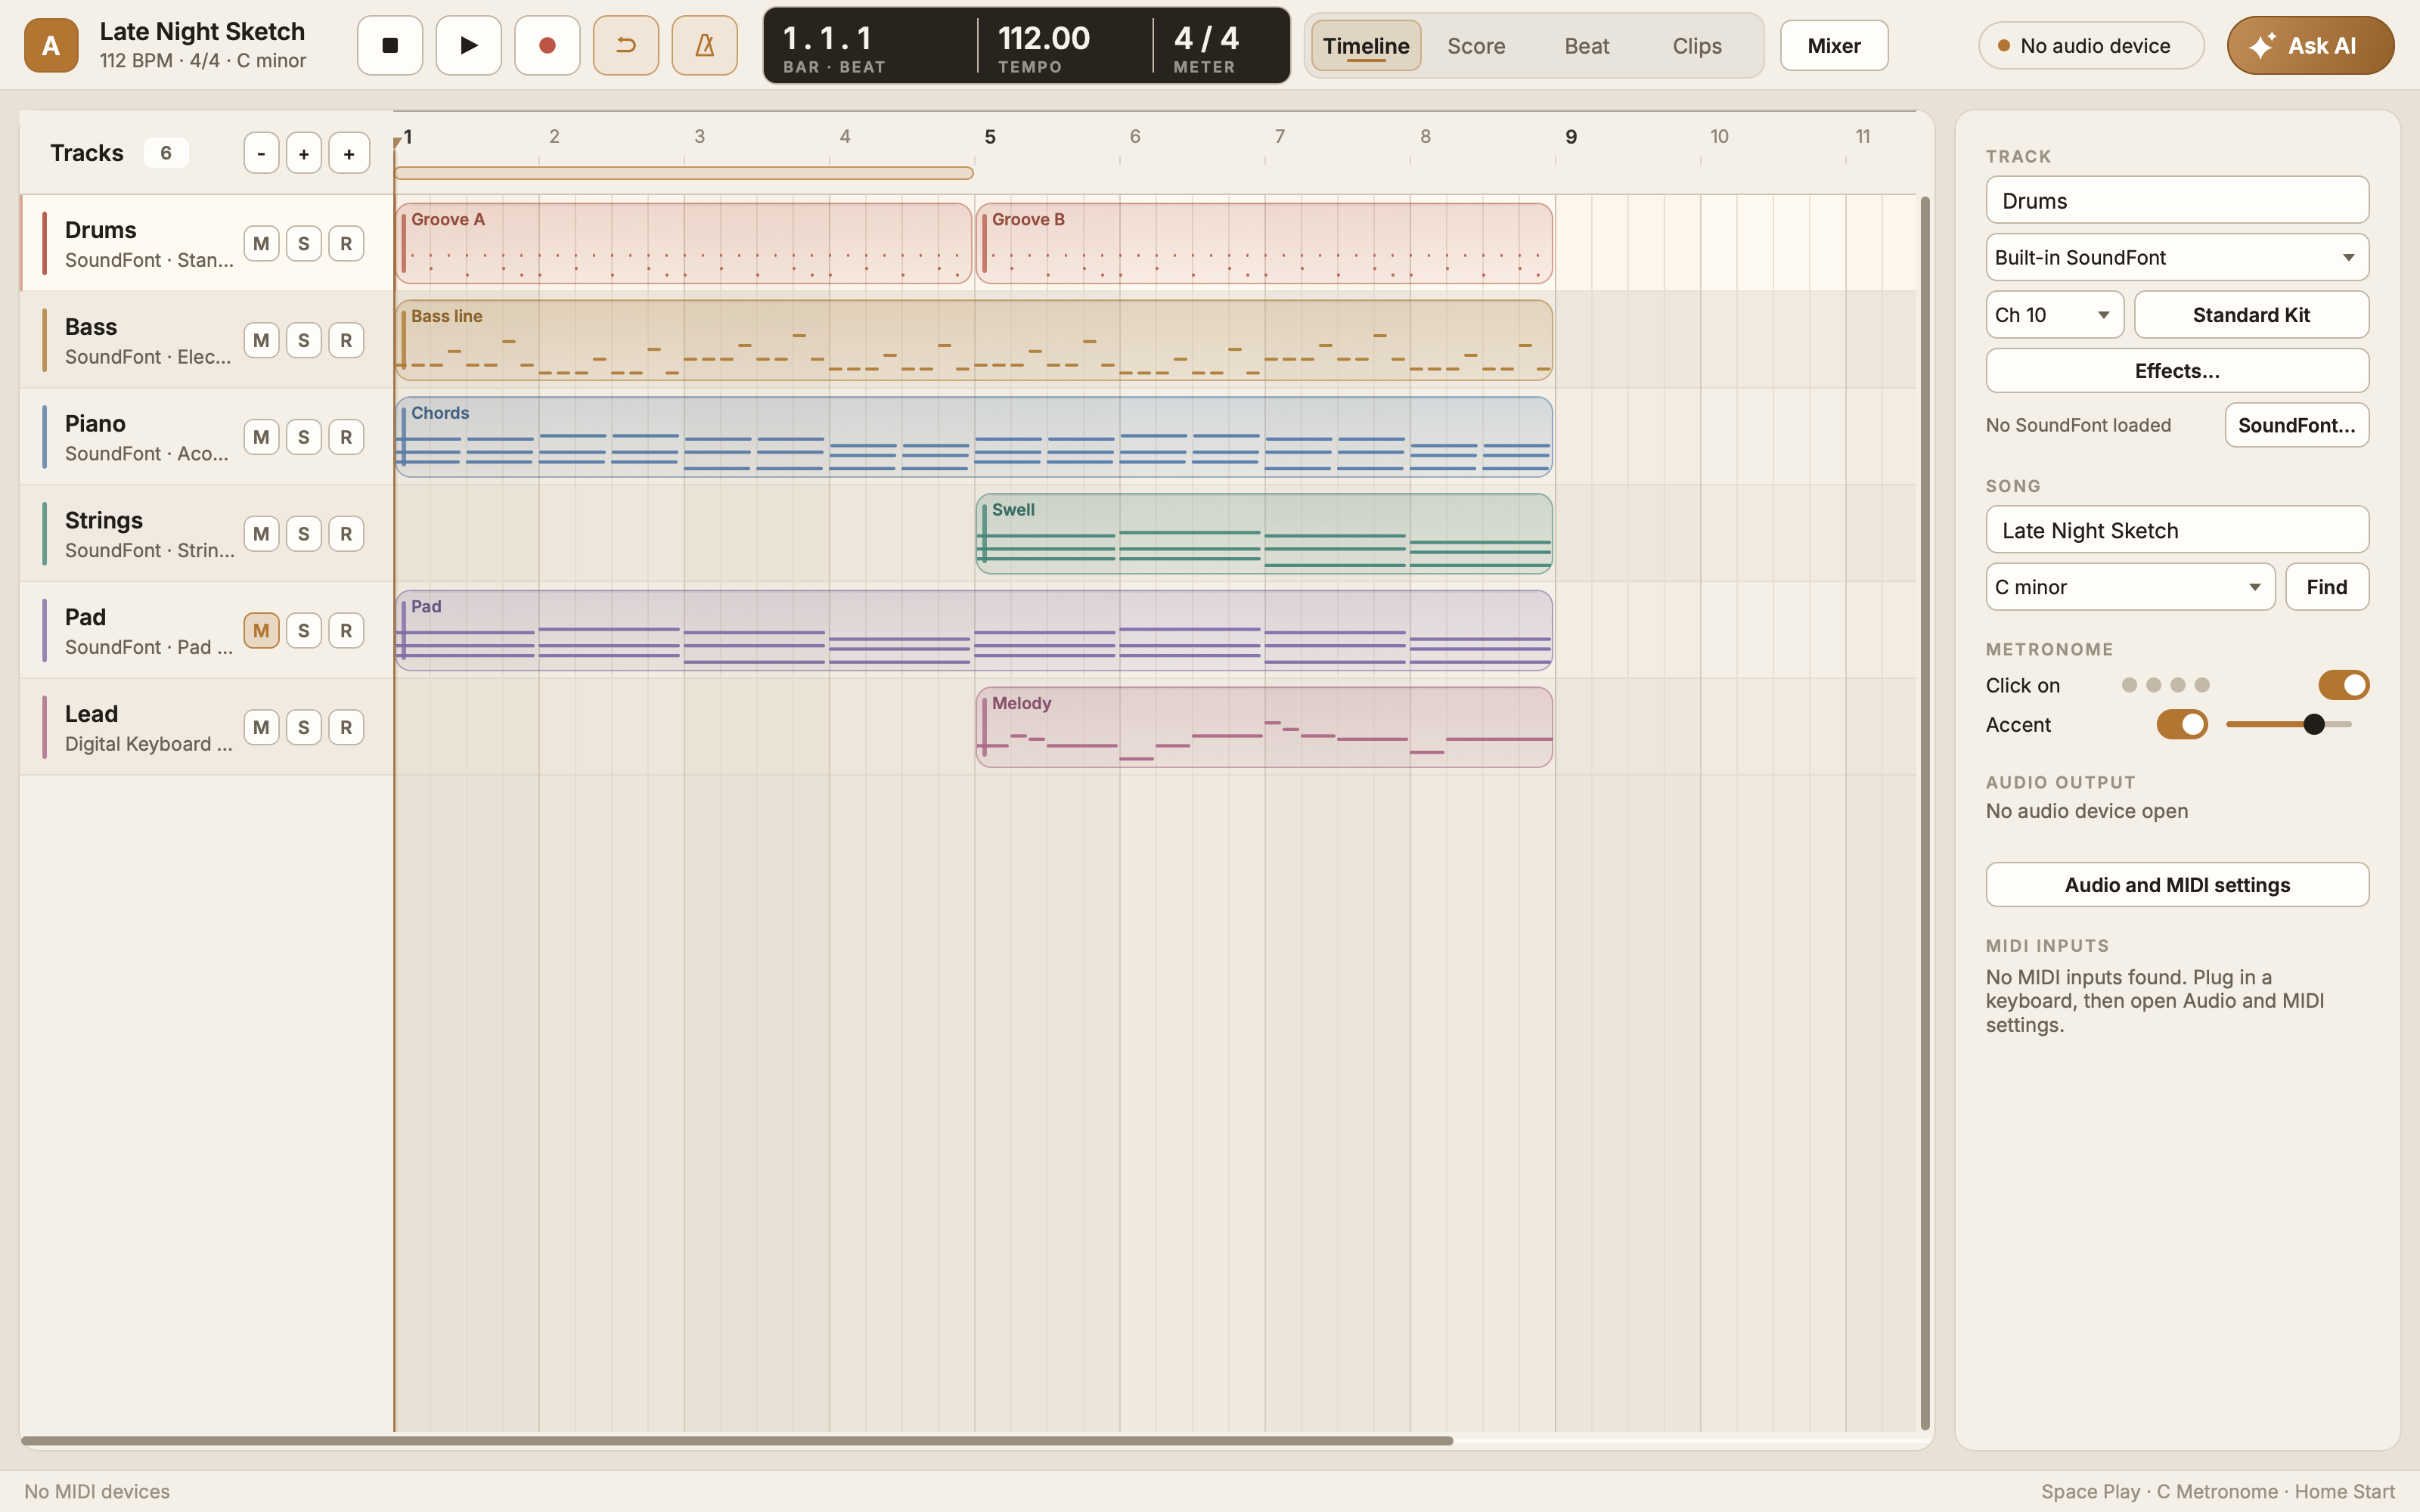 A
Late Night Sketch
112 BPM · 4/4 · C minor
1 . 1 . 1
BAR · BEAT
112.00
TEMPO
4 / 4
METER
Timeline
Score
Beat
Clips
Mixer
No audio device
Ask AI
Tracks
6
-
+
+
1
2
3
4
5
6
7
8
9
10
11
Drums
SoundFont · Stan...
M
S
R
Groove A
Groove B
Bass
SoundFont · Elec...
M
S
R
Bass line
Piano
SoundFont · Aco...
M
S
R
Chords
Strings
SoundFont · Strin...
M
S
R
Swell
Pad
SoundFont · Pad ...
M
S
R
Pad
Lead
Digital Keyboard ...
M
S
R
Melody
TRACK
Drums
Built-in SoundFont
Ch 10
Standard Kit
Effects...
No SoundFont loaded
SoundFont...
SONG
Late Night Sketch
C minor
Find
METRONOME
Click on
Accent
AUDIO OUTPUT
No audio device open
Audio and MIDI settings
MIDI INPUTS
No MIDI inputs found. Plug in a
keyboard, then open Audio and MIDI
settings.
No MIDI devices
Space Play · C Metronome · Home Start